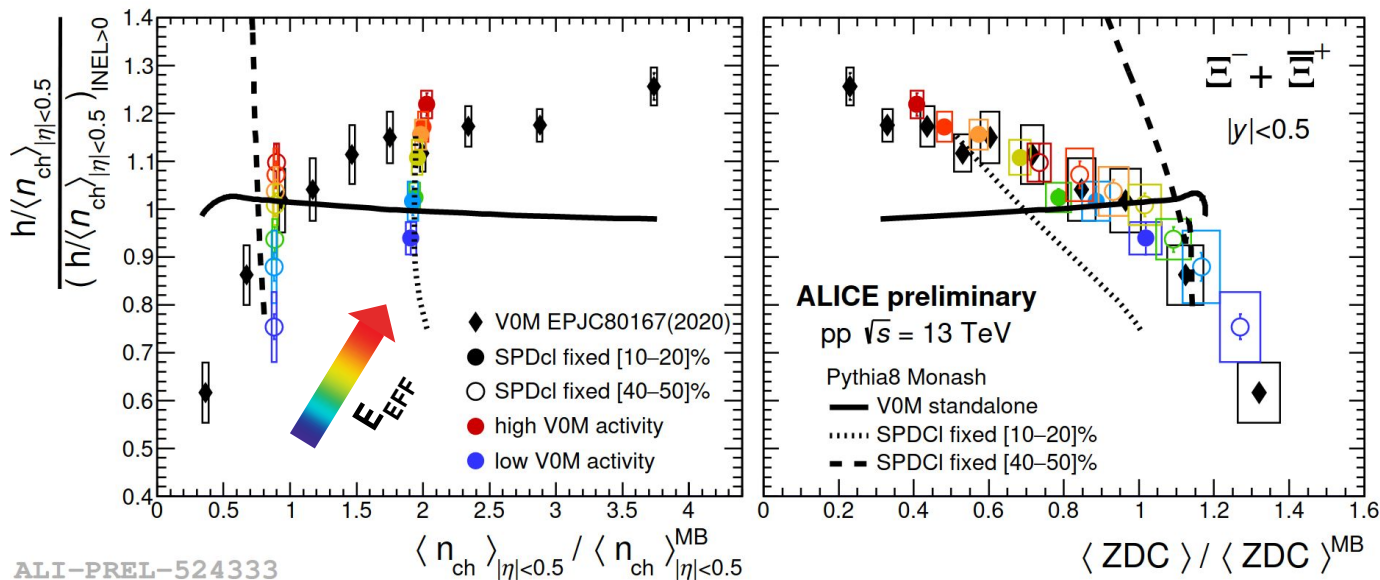 h/⟨n_ch⟩_|η|<0.5
( h/⟨n_ch⟩_|η|<0.5 )_INEL>0
1.4
1.3
1.2
1.1
1
0.9
0.8
0.7
0.6
0.5
0.4
0 0.5 1 1.5 2 2.5 3 3.5 4
E_EFF
V0M EPJC80167(2020)
SPDcl fixed [10–20]%
SPDcl fixed [40–50]%
high V0M activity
low V0M activity
⟨ n_ch ⟩_|η|<0.5 / ⟨ n_ch ⟩^MB_|η|<0.5
Ξ⁻ + Ξ̅⁺
|y|<0.5
ALICE preliminary
pp √s = 13 TeV
Pythia8 Monash
V0M standalone
SPDCl fixed [10–20]%
SPDCl fixed [40–50]%
0 0.2 0.4 0.6 0.8 1 1.2 1.4 1.6
⟨ ZDC ⟩ / ⟨ ZDC ⟩^MB
ALI-PREL-524333